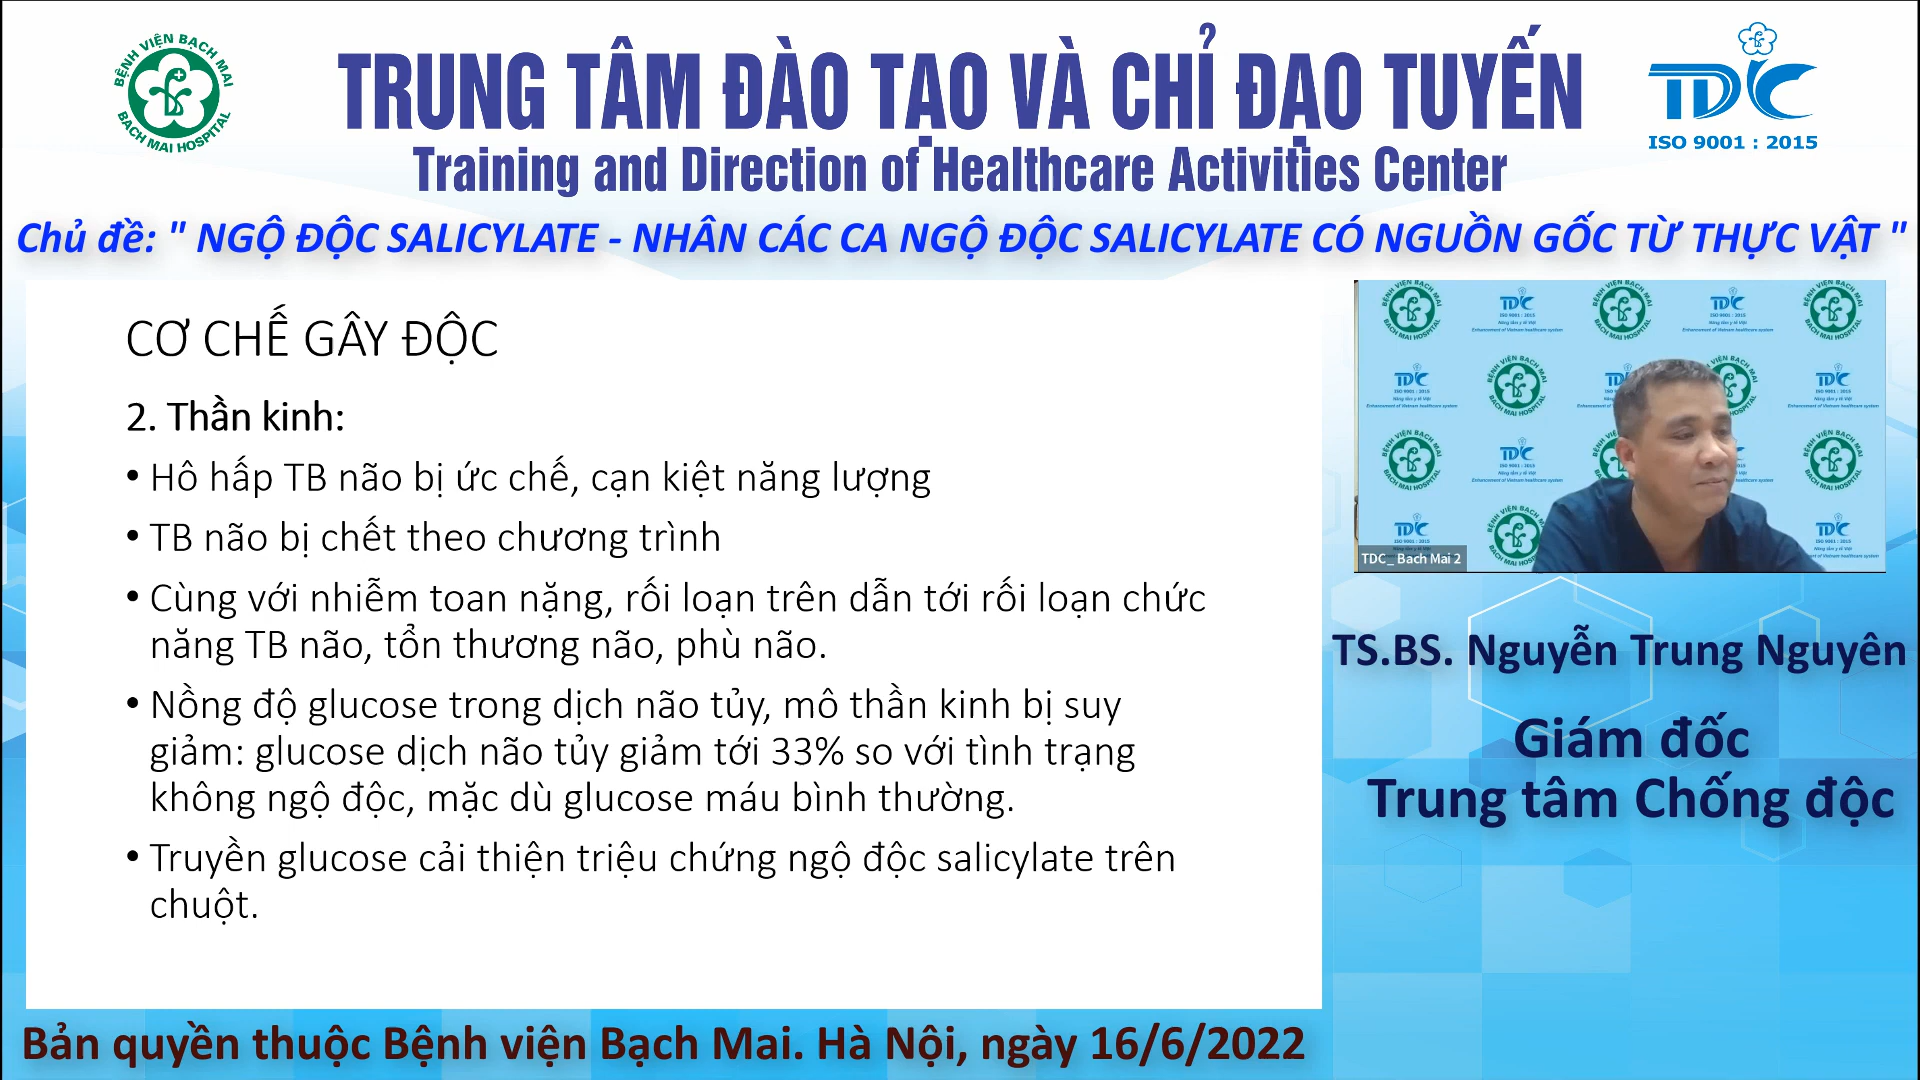 BỆNH VIỆN BẠCH MAI
BACH MAI HOSPITAL
TRUNG TÂM ĐÀO TẠO VÀ CHỈ ĐẠO TUYẾN
Training and Direction of Healthcare Activities Center
TDC
ISO 9001 : 2015
Chủ đề: " NGỘ ĐỘC SALICYLATE - NHÂN CÁC CA NGỘ ĐỘC SALICYLATE CÓ NGUỒN GỐC TỪ THỰC VẬT "
CƠ CHẾ GÂY ĐỘC
2. Thần kinh:
• Hô hấp TB não bị ức chế, cạn kiệt năng lượng
• TB não bị chết theo chương trình
• Cùng với nhiễm toan nặng, rối loạn trên dẫn tới rối loạn chức
năng TB não, tổn thương não, phù não.
• Nồng độ glucose trong dịch não tủy, mô thần kinh bị suy
giảm: glucose dịch não tủy giảm tới 33% so với tình trạng
không ngộ độc, mặc dù glucose máu bình thường.
• Truyền glucose cải thiện triệu chứng ngộ độc salicylate trên
chuột.
TDC_ Bach Mai 2
TS.BS. Nguyễn Trung Nguyên
Giám đốc
Trung tâm Chống độc
Bản quyền thuộc Bệnh viện Bạch Mai. Hà Nội, ngày 16/6/2022